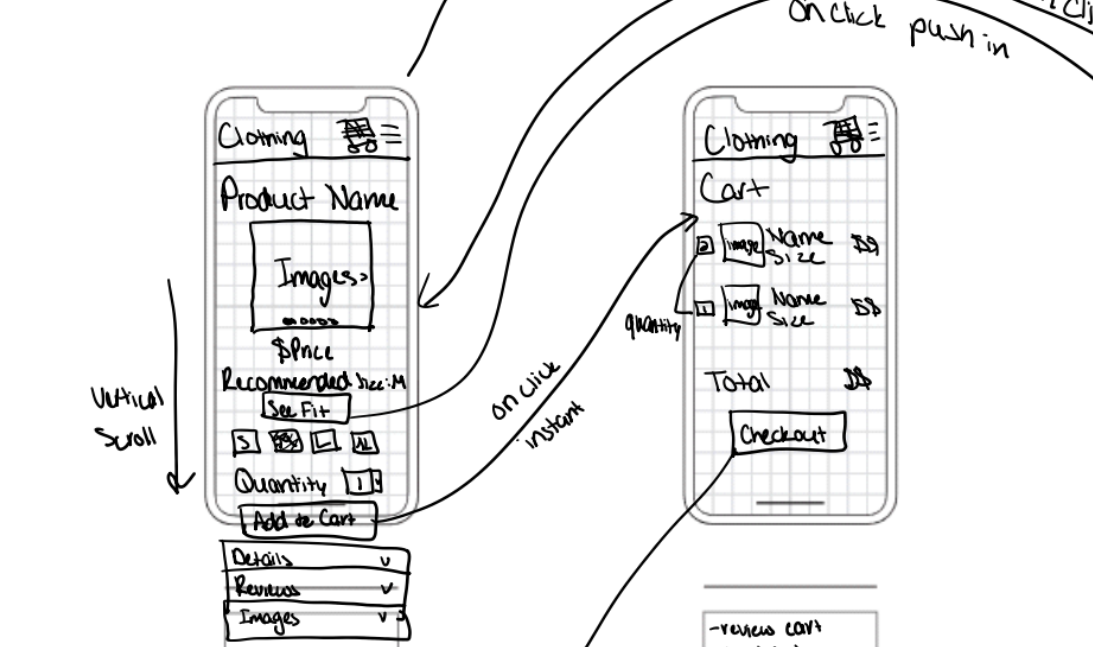 on click push in
Clothing
Product Name
Images>
$Price
Recommended Size: M
See Fit
S L XL
Quantity 1
Add to Cart
Details
Reviews
Images
Vertical
Scroll
on click
instant
Clothing
Cart
2 image Name $$
Size
1 image Name $$
Size
quantity
Total $$
Checkout
-review cart